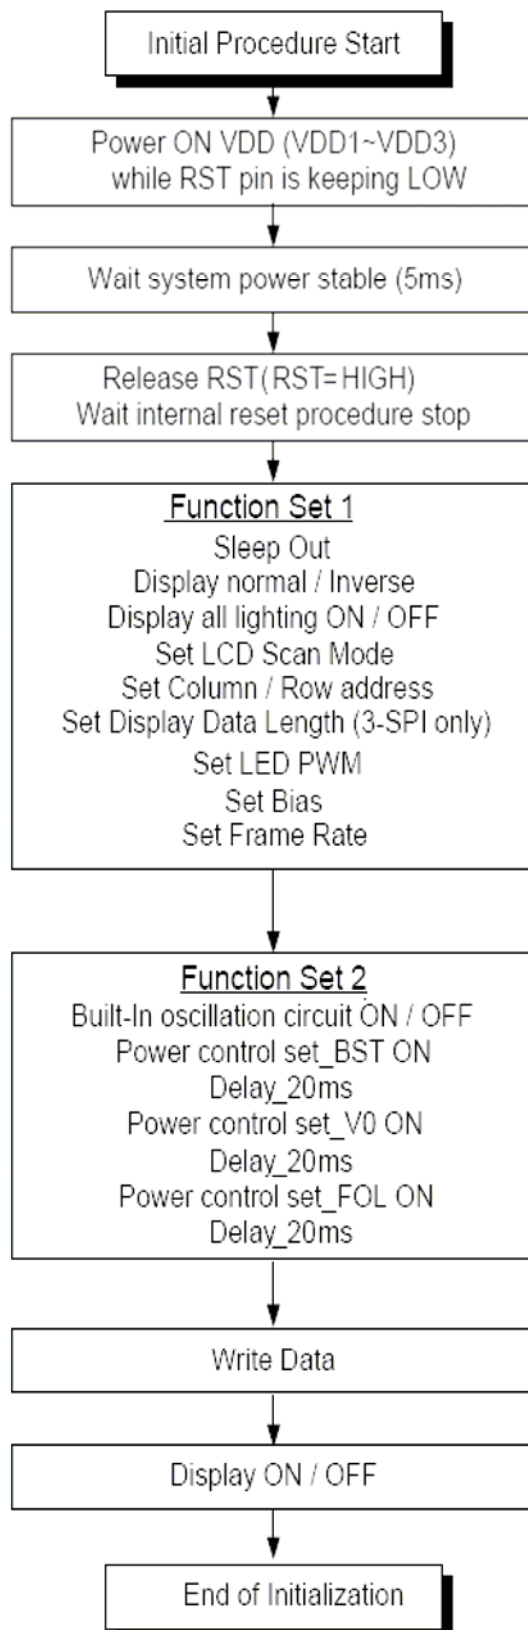 Initial Procedure Start
Power ON VDD (VDD1~VDD3)
while RST pin is keeping LOW
Wait system power stable (5ms)
Release RST(RST=HIGH)
Wait internal reset procedure stop
Function Set 1
Sleep Out
Display normal / Inverse
Display all lighting ON / OFF
Set LCD Scan Mode
Set Column / Row address
Set Display Data Length (3-SPI only)
Set LED PWM
Set Bias
Set Frame Rate
Function Set 2
Built-In oscillation circuit ON / OFF
Power control set_BST ON
Delay_20ms
Power control set_V0 ON
Delay_20ms
Power control set_FOL ON
Delay_20ms
Write Data
Display ON / OFF
End of Initialization